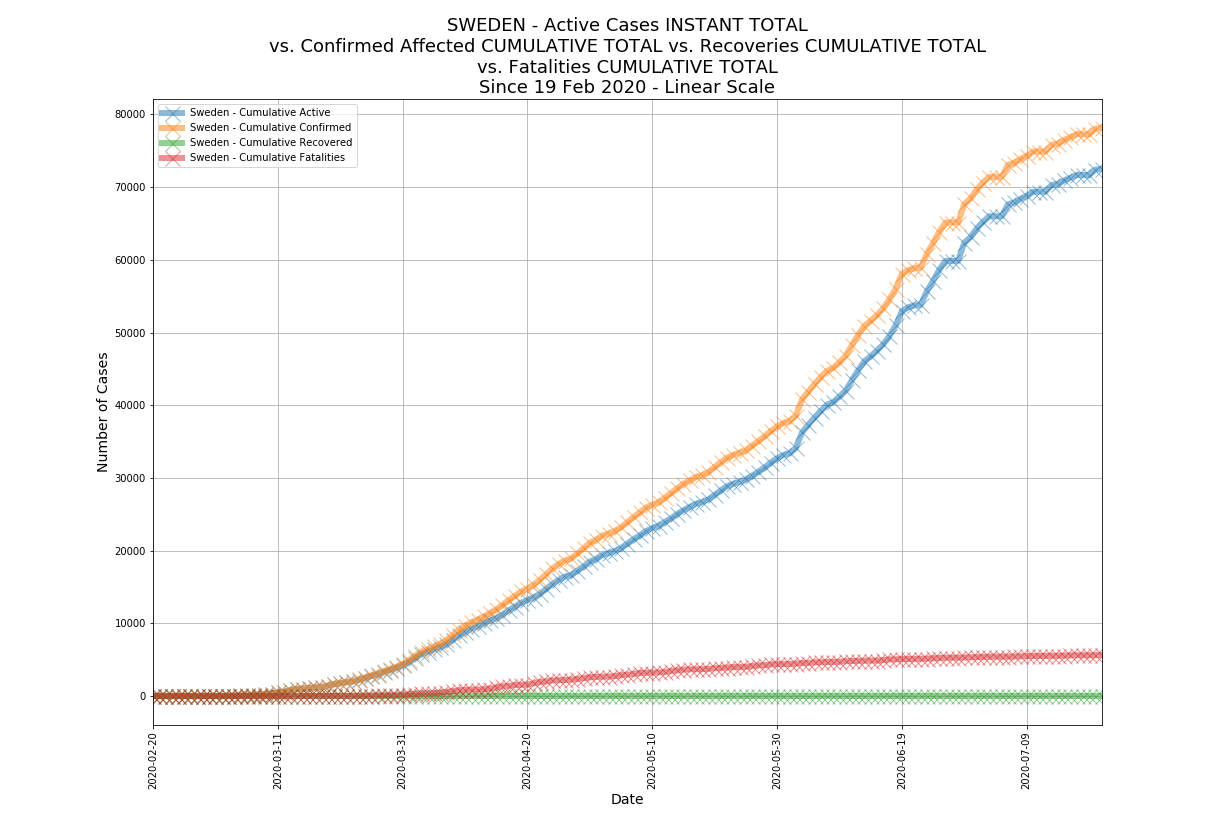 SWEDEN - Active Cases INSTANT TOTAL
vs. Confirmed Affected CUMULATIVE TOTAL vs. Recoveries CUMULATIVE TOTAL
vs. Fatalities CUMULATIVE TOTAL
Since 19 Feb 2020 - Linear Scale
Sweden - Cumulative Active
Sweden - Cumulative Confirmed
Sweden - Cumulative Recovered
Sweden - Cumulative Fatalities
80000
70000
60000
50000
40000
30000
20000
10000
0
Number of Cases
2020-02-20
2020-03-11
2020-03-31
2020-04-20
2020-05-10
2020-05-30
2020-06-19
2020-07-09
Date